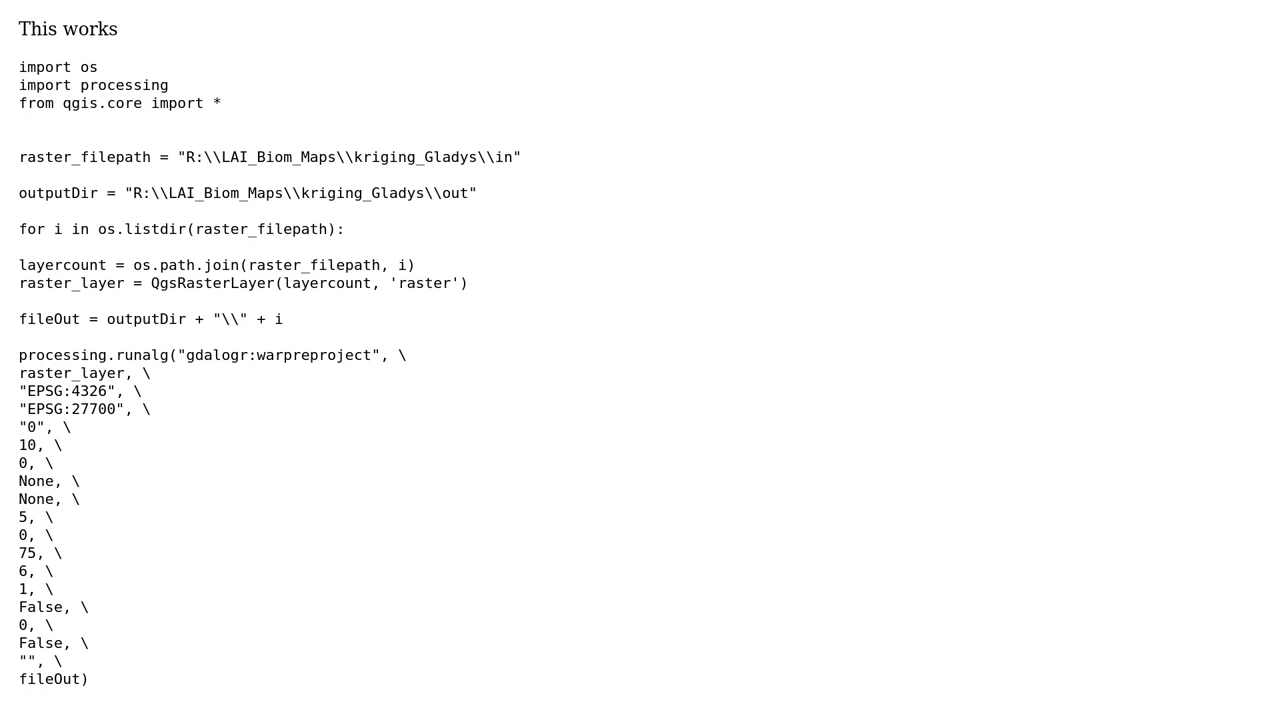 This works
import os
import processing
from qgis.core import *
raster_filepath = "R:\\LAI_Biom_Maps\\kriging_Gladys\\in"
outputDir = "R:\\LAI_Biom_Maps\\kriging_Gladys\\out"
for i in os.listdir(raster_filepath):
layercount = os.path.join(raster_filepath, i)
raster_layer = QgsRasterLayer(layercount, 'raster')
fileOut = outputDir + "\\" + i
processing.runalg("gdalogr:warpreproject", \
raster_layer, \
"EPSG:4326", \
"EPSG:27700", \
"0", \
10, \
0, \
None, \
None, \
5, \
0, \
75, \
6, \
1, \
False, \
0, \
False, \
"", \
fileOut)